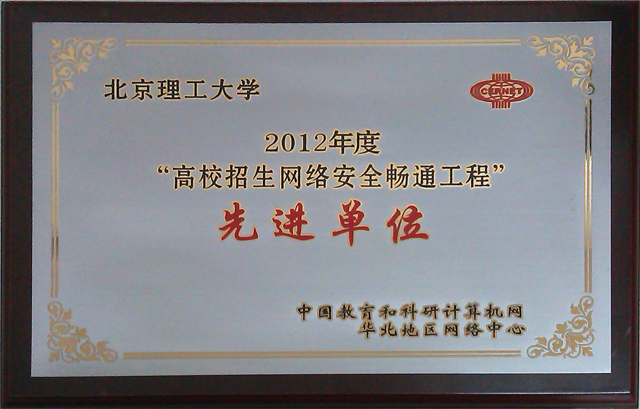 北京理工大学
CERNET
2012年度
“高校招生网络安全畅通工程”
先进单位
中国教育和科研计算机网
华北地区网络中心